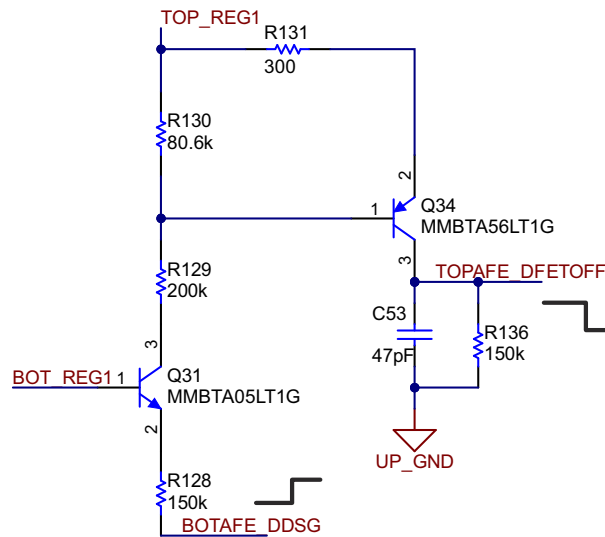 TOP_REG1
R131
300
R130
80.6k
2
1
Q34
MMBTA56LT1G
3
TOPAFE_DFETOFF
R129
200k
C53
47pF
R136
150k
3
BOT_REG1
1
Q31
MMBTA05LT1G
2
UP_GND
R128
150k
BOTAFE_DDSG